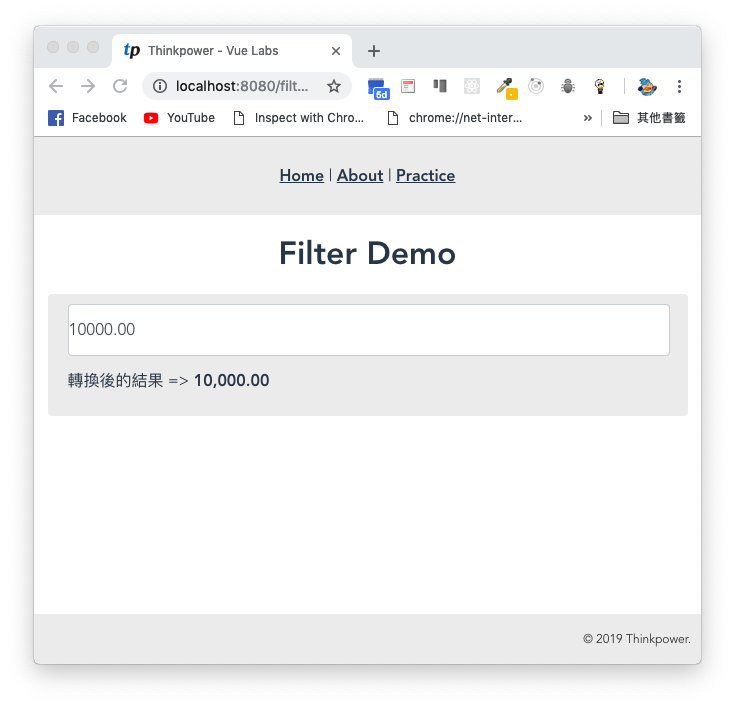 tp Thinkpower - Vue Labs
localhost:8080/filt...
6d
Facebook YouTube Inspect with Chro... chrome://net-inter... » 其他書籤
Home | About | Practice
Filter Demo
10000.00
轉換後的結果 => 10,000.00
© 2019 Thinkpower.